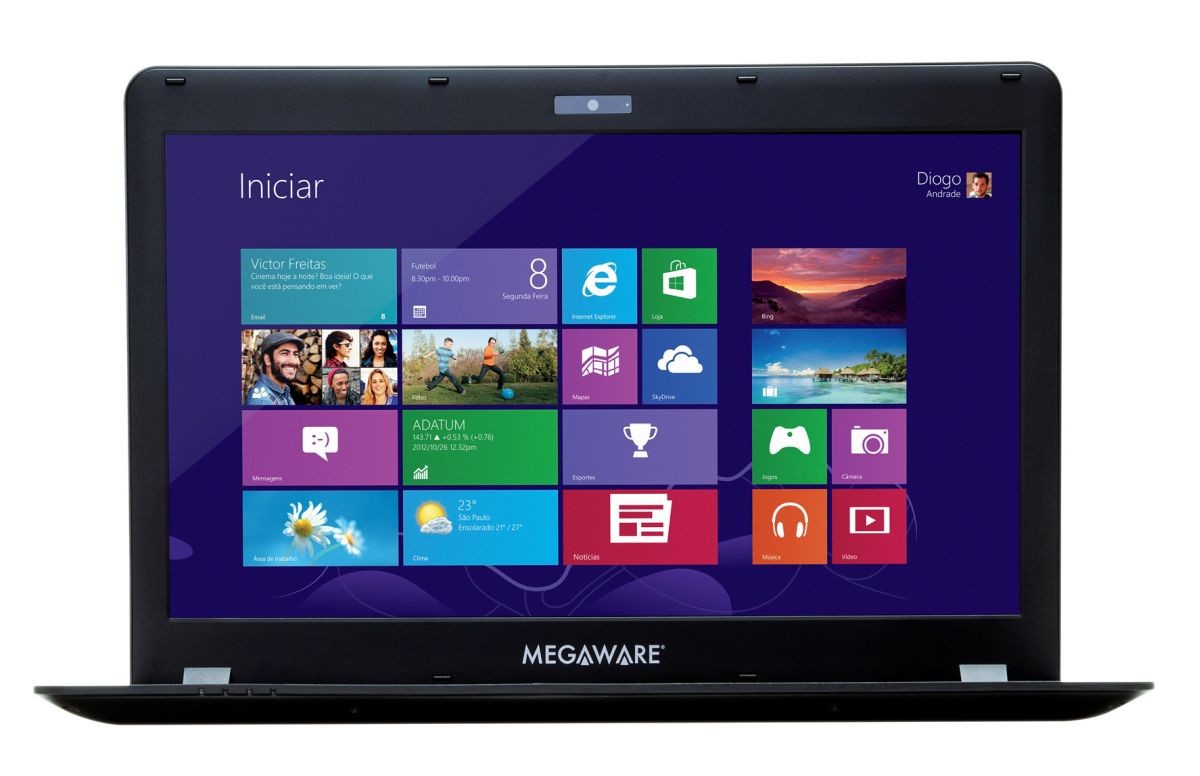 Iniciar
Diogo
Andrade
Victor Freitas
Cinema hoje a noite? Boa ideia! O que
você está pensando em ver?
Email
8
Futebol
8.30pm - 10.00pm
8
Segunda Feira
Internet Explorer
Loja
Bing
Fotos
Mapas
SkyDrive
:-)
Mensagens
ADATUM
143.71 ▲ +0.53 % (+0.76)
2012/10/26 12.32pm
Esportes
Jogos
Câmera
Área de trabalho
23°
São Paulo
Ensolarado 21° / 27°
Clima
Notícias
Música
Vídeo
MEGAWARE®